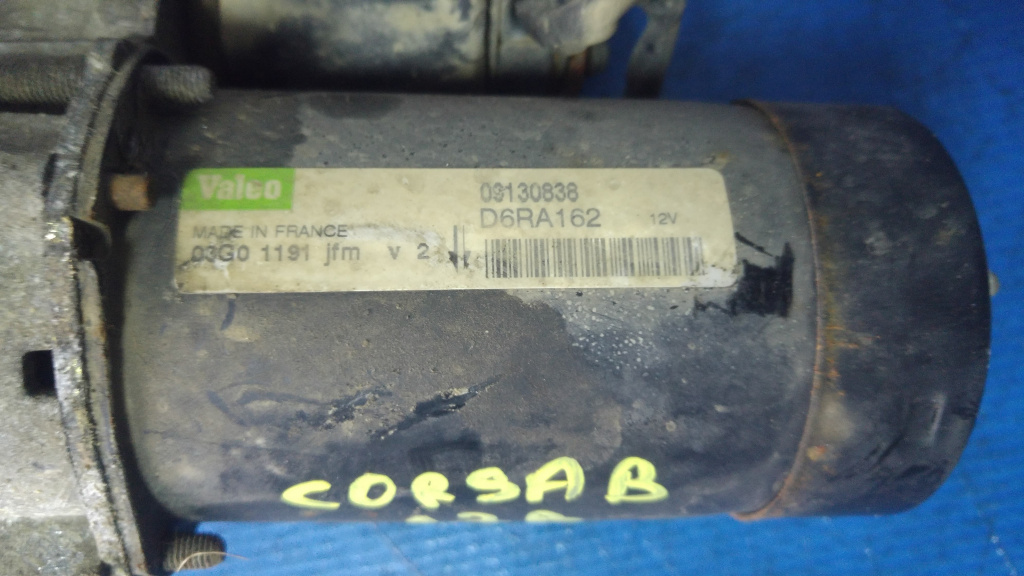 Valeo
09130838
D6RA162 12V
MADE IN FRANCE
03G0 1191 jfm v 2
CORSA B